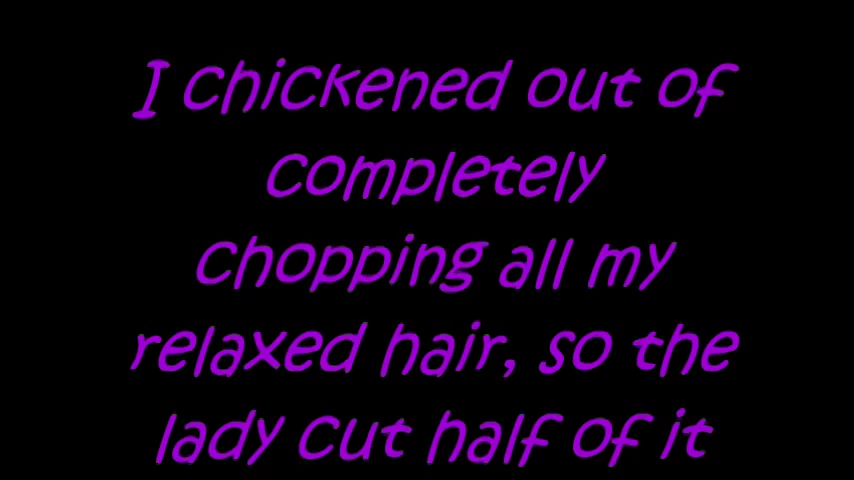 I chickened out of
completely
chopping all my
relaxed hair, so the
lady cut half of it